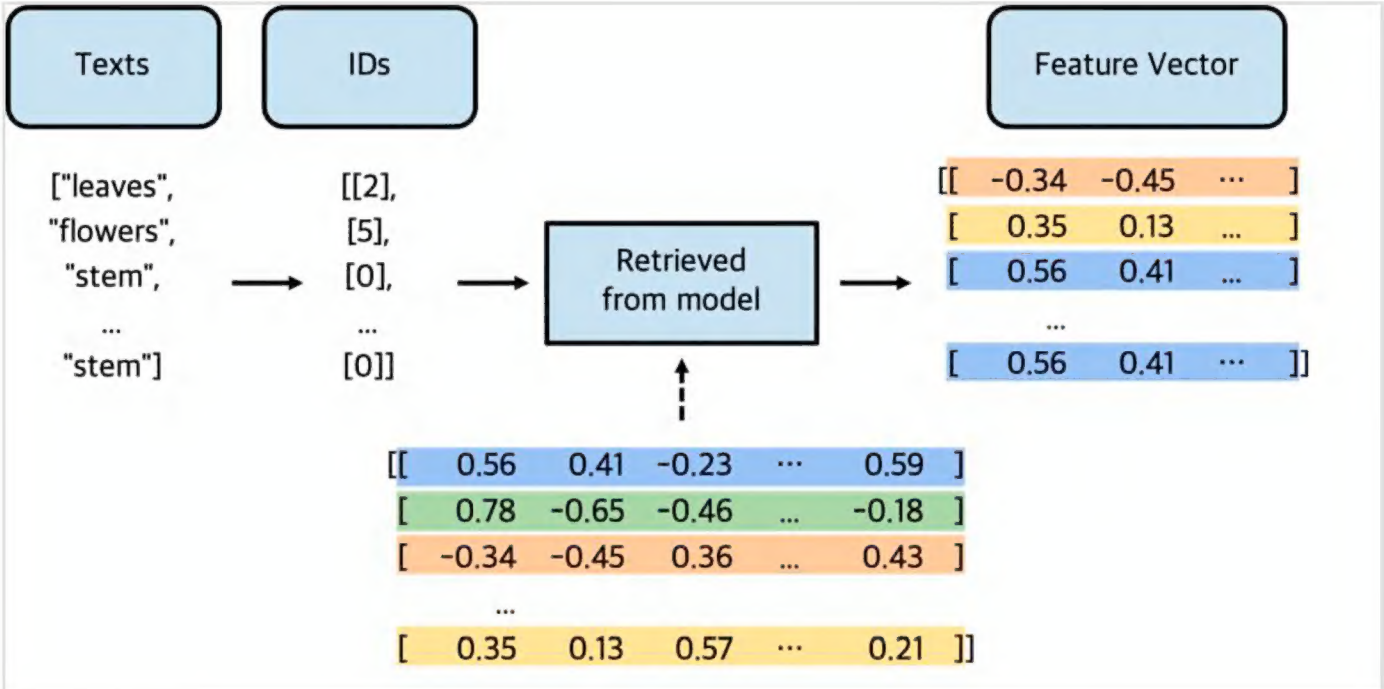 Texts
IDs
Feature Vector
["leaves",
"flowers",
"stem",
...
"stem"]
[[2],
[5],
[0],
...
[0]]
Retrieved
from model
[[ -0.34 -0.45 ... ]
[ 0.35 0.13 ... ]
[ 0.56 0.41 ... ]
...
[ 0.56 0.41 ... ]]
[[ 0.56 0.41 -0.23 ... 0.59 ]
[ 0.78 -0.65 -0.46 ... -0.18 ]
[ -0.34 -0.45 0.36 ... 0.43 ]
...
[ 0.35 0.13 0.57 ... 0.21 ]]